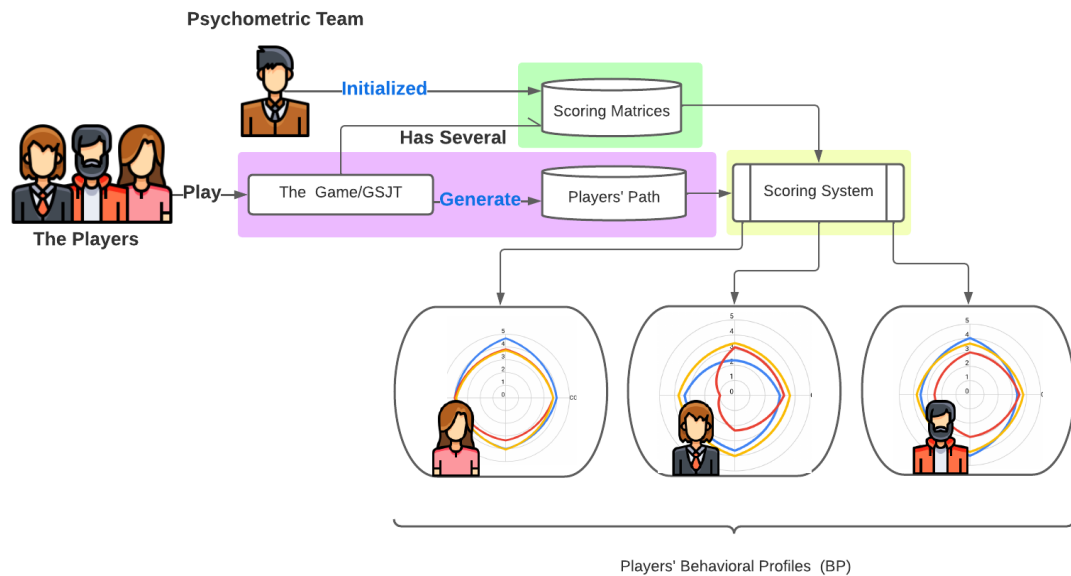 Psychometric Team
Initialized
Scoring Matrices
Has Several
Play
The Game/GSJT
Generate
Players' Path
Scoring System
The Players
5
4
3
2
1
0
CC
5
4
3
2
1
0
5
4
3
2
1
0
C
Players' Behavioral Profiles (BP)